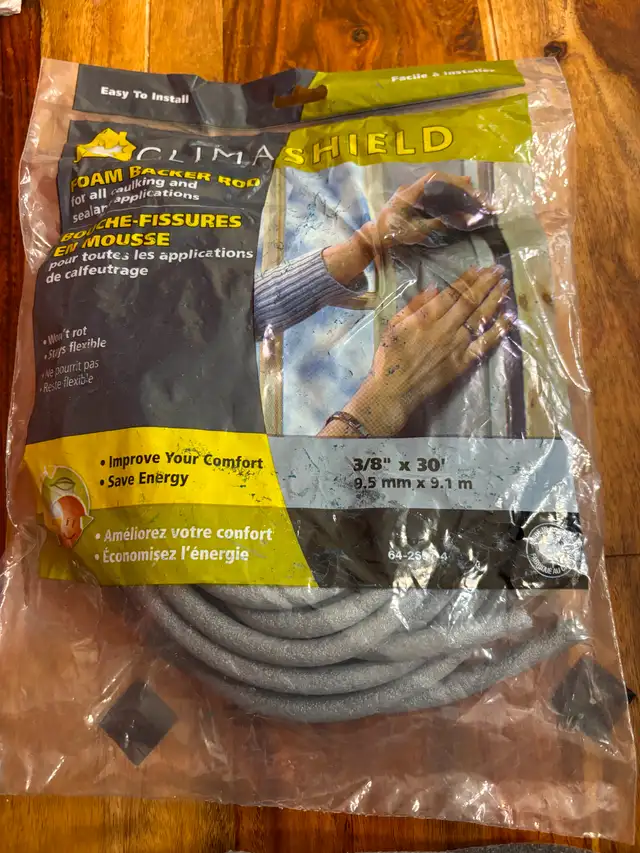 Easy To Install
Facile à installer
CLIMASHIELD
FOAM BACKER ROD
for all caulking and
sealant applications
BOUCHE-FISSURES
EN MOUSSE
pour toutes les applications
de calfeutrage
• Won't rot
• Stays flexible
• Ne pourrit pas
• Reste flexible
• Improve Your Comfort
• Save Energy
3/8" x 30'
9.5 mm x 9.1 m
• Améliorez votre confort
• Économisez l'énergie